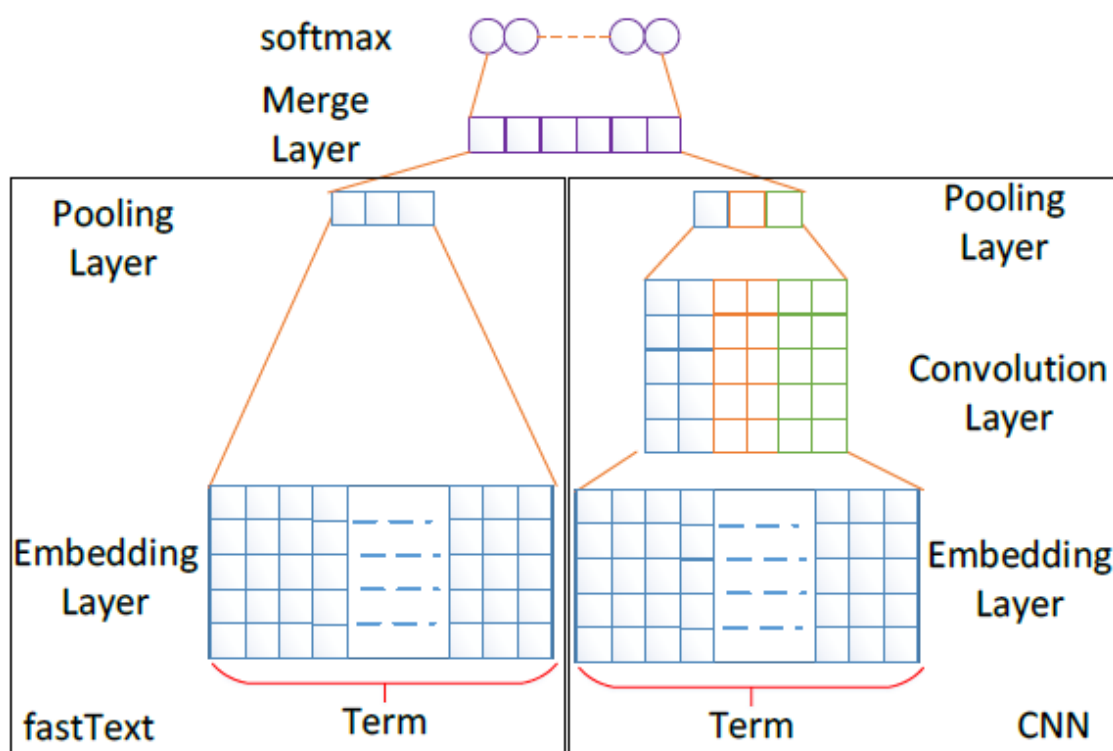 softmax
Merge
Layer
Pooling
Layer
Pooling
Layer
Convolution
Layer
Embedding
Layer
Embedding
Layer
fastText
Term
Term
CNN